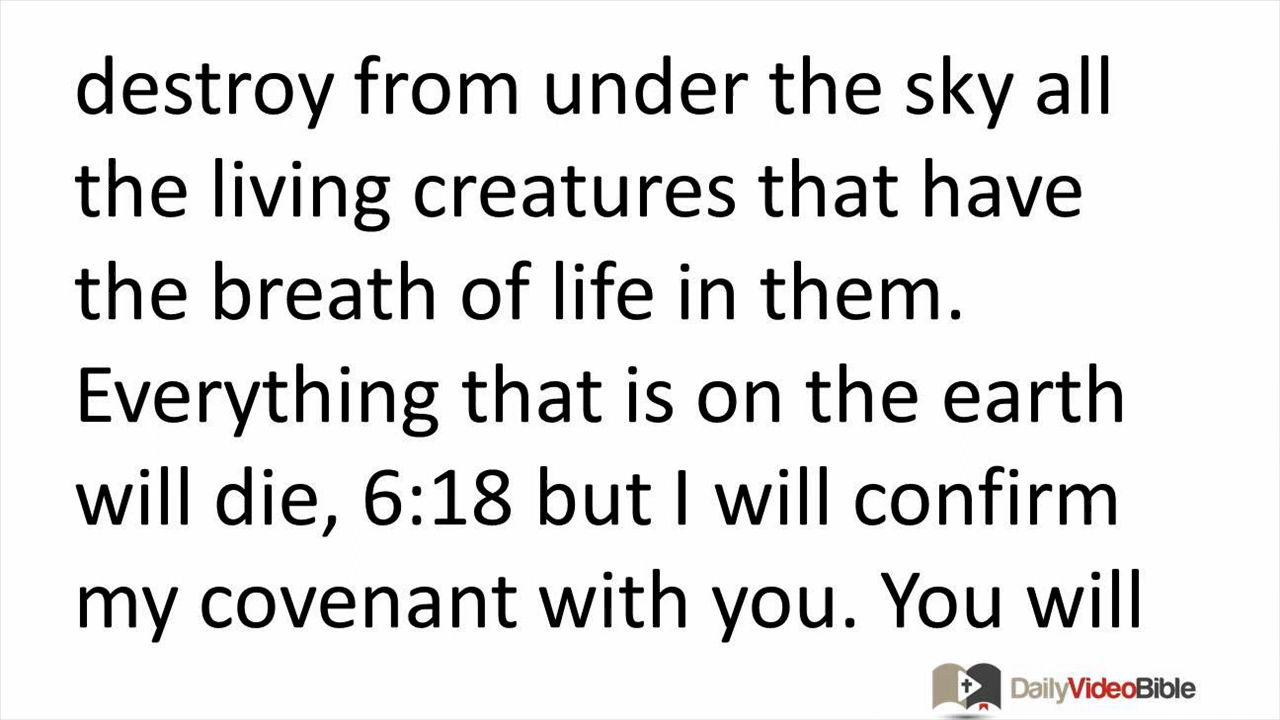 destroy from under the sky all
the living creatures that have
the breath of life in them.
Everything that is on the earth
will die, 6:18 but I will confirm
my covenant with you. You will
DailyVideoBible